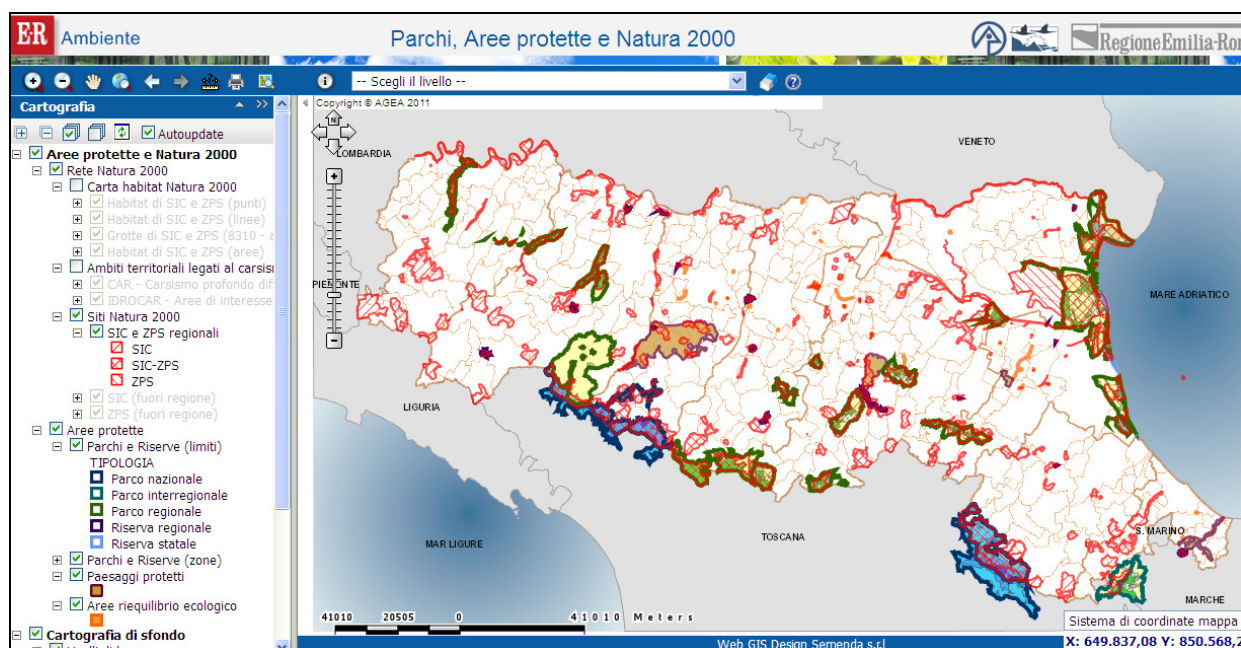 E·R Ambiente
Parchi, Aree protette e Natura 2000
RegioneEmilia-Ro
-- Scegli il livello --
Cartografia
Copyright © AGEA 2011
Autoupdate
Aree protette e Natura 2000
Rete Natura 2000
Carta habitat Natura 2000
Habitat di SIC e ZPS (punti)
Habitat di SIC e ZPS (linee)
Grotte di SIC e ZPS (8310 - a
Habitat di SIC e ZPS (aree)
Ambiti territoriali legati al carsis
CAR - Carsismo profondo dif
IDROCAR - Aree di interesse
Siti Natura 2000
SIC e ZPS regionali
SIC
SIC-ZPS
ZPS
SIC (fuori regione)
ZPS (fuori regione)
Aree protette
Parchi e Riserve (limiti)
TIPOLOGIA
Parco nazionale
Parco interregionale
Parco regionale
Riserva regionale
Riserva statale
Parchi e Riserve (zone)
Paesaggi protetti
Aree riequilibrio ecologico
Cartografia di sfondo
N
LOMBARDIA
VENETO
PIEMONTE
MARE ADRIATICO
LIGURIA
MAR LIGURE
TOSCANA
S. MARINO
MARCHE
41010 20505 0 41010 Meters
Sistema di coordinate mappa
Web GIS Design Semenda s.r.l
X: 649.837,08 Y: 850.568,2